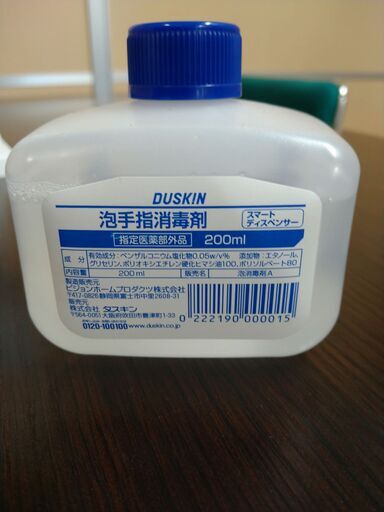 DUSKIN
泡手指消毒剤
スマート
ディスペンサー
指定医薬部外品 200ml
成分 有効成分:ベンザルコニウム塩化物0.05w/v% 添加物:エタノール,
グリセリン,ポリオキシエチレン硬化ヒマシ油100,ポリソルベート80
容量 200ml 販売名 泡消毒剤A
製造販売元
ピジョンホームプロダクツ株式会社
〒417-0826静岡県富士市中里2608-31
販売元
株式会社 ダスキン
〒564-0051大阪府吹田市豊津町1-33
0120-100100 www.duskin.co.jp
0 222190 000015